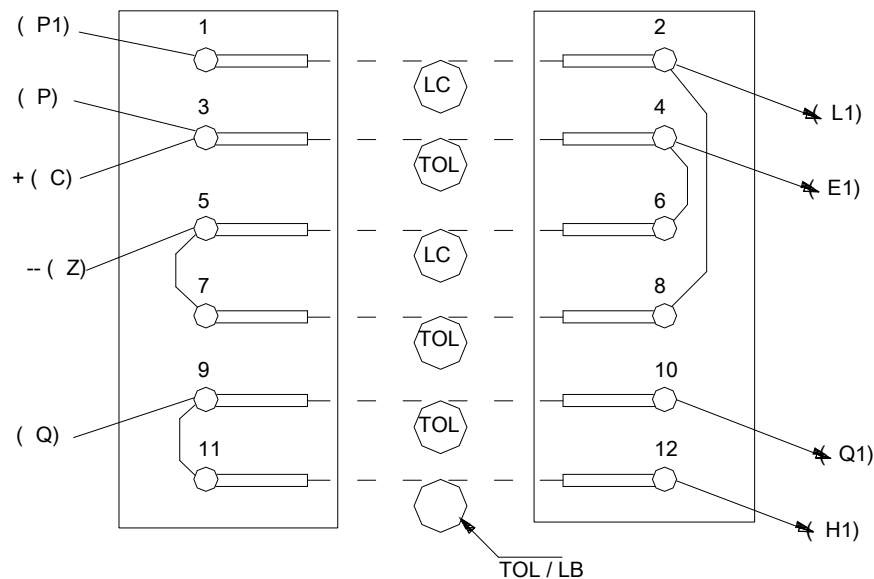 ( P1)
1
2
LC
( P)
3
4
( L1)
TOL
+ ( C)
5
6
( E1)
LC
-- ( Z)
7
8
TOL
9
10
TOL
( Q)
11
12
( Q1)
( H1)
TOL / LB